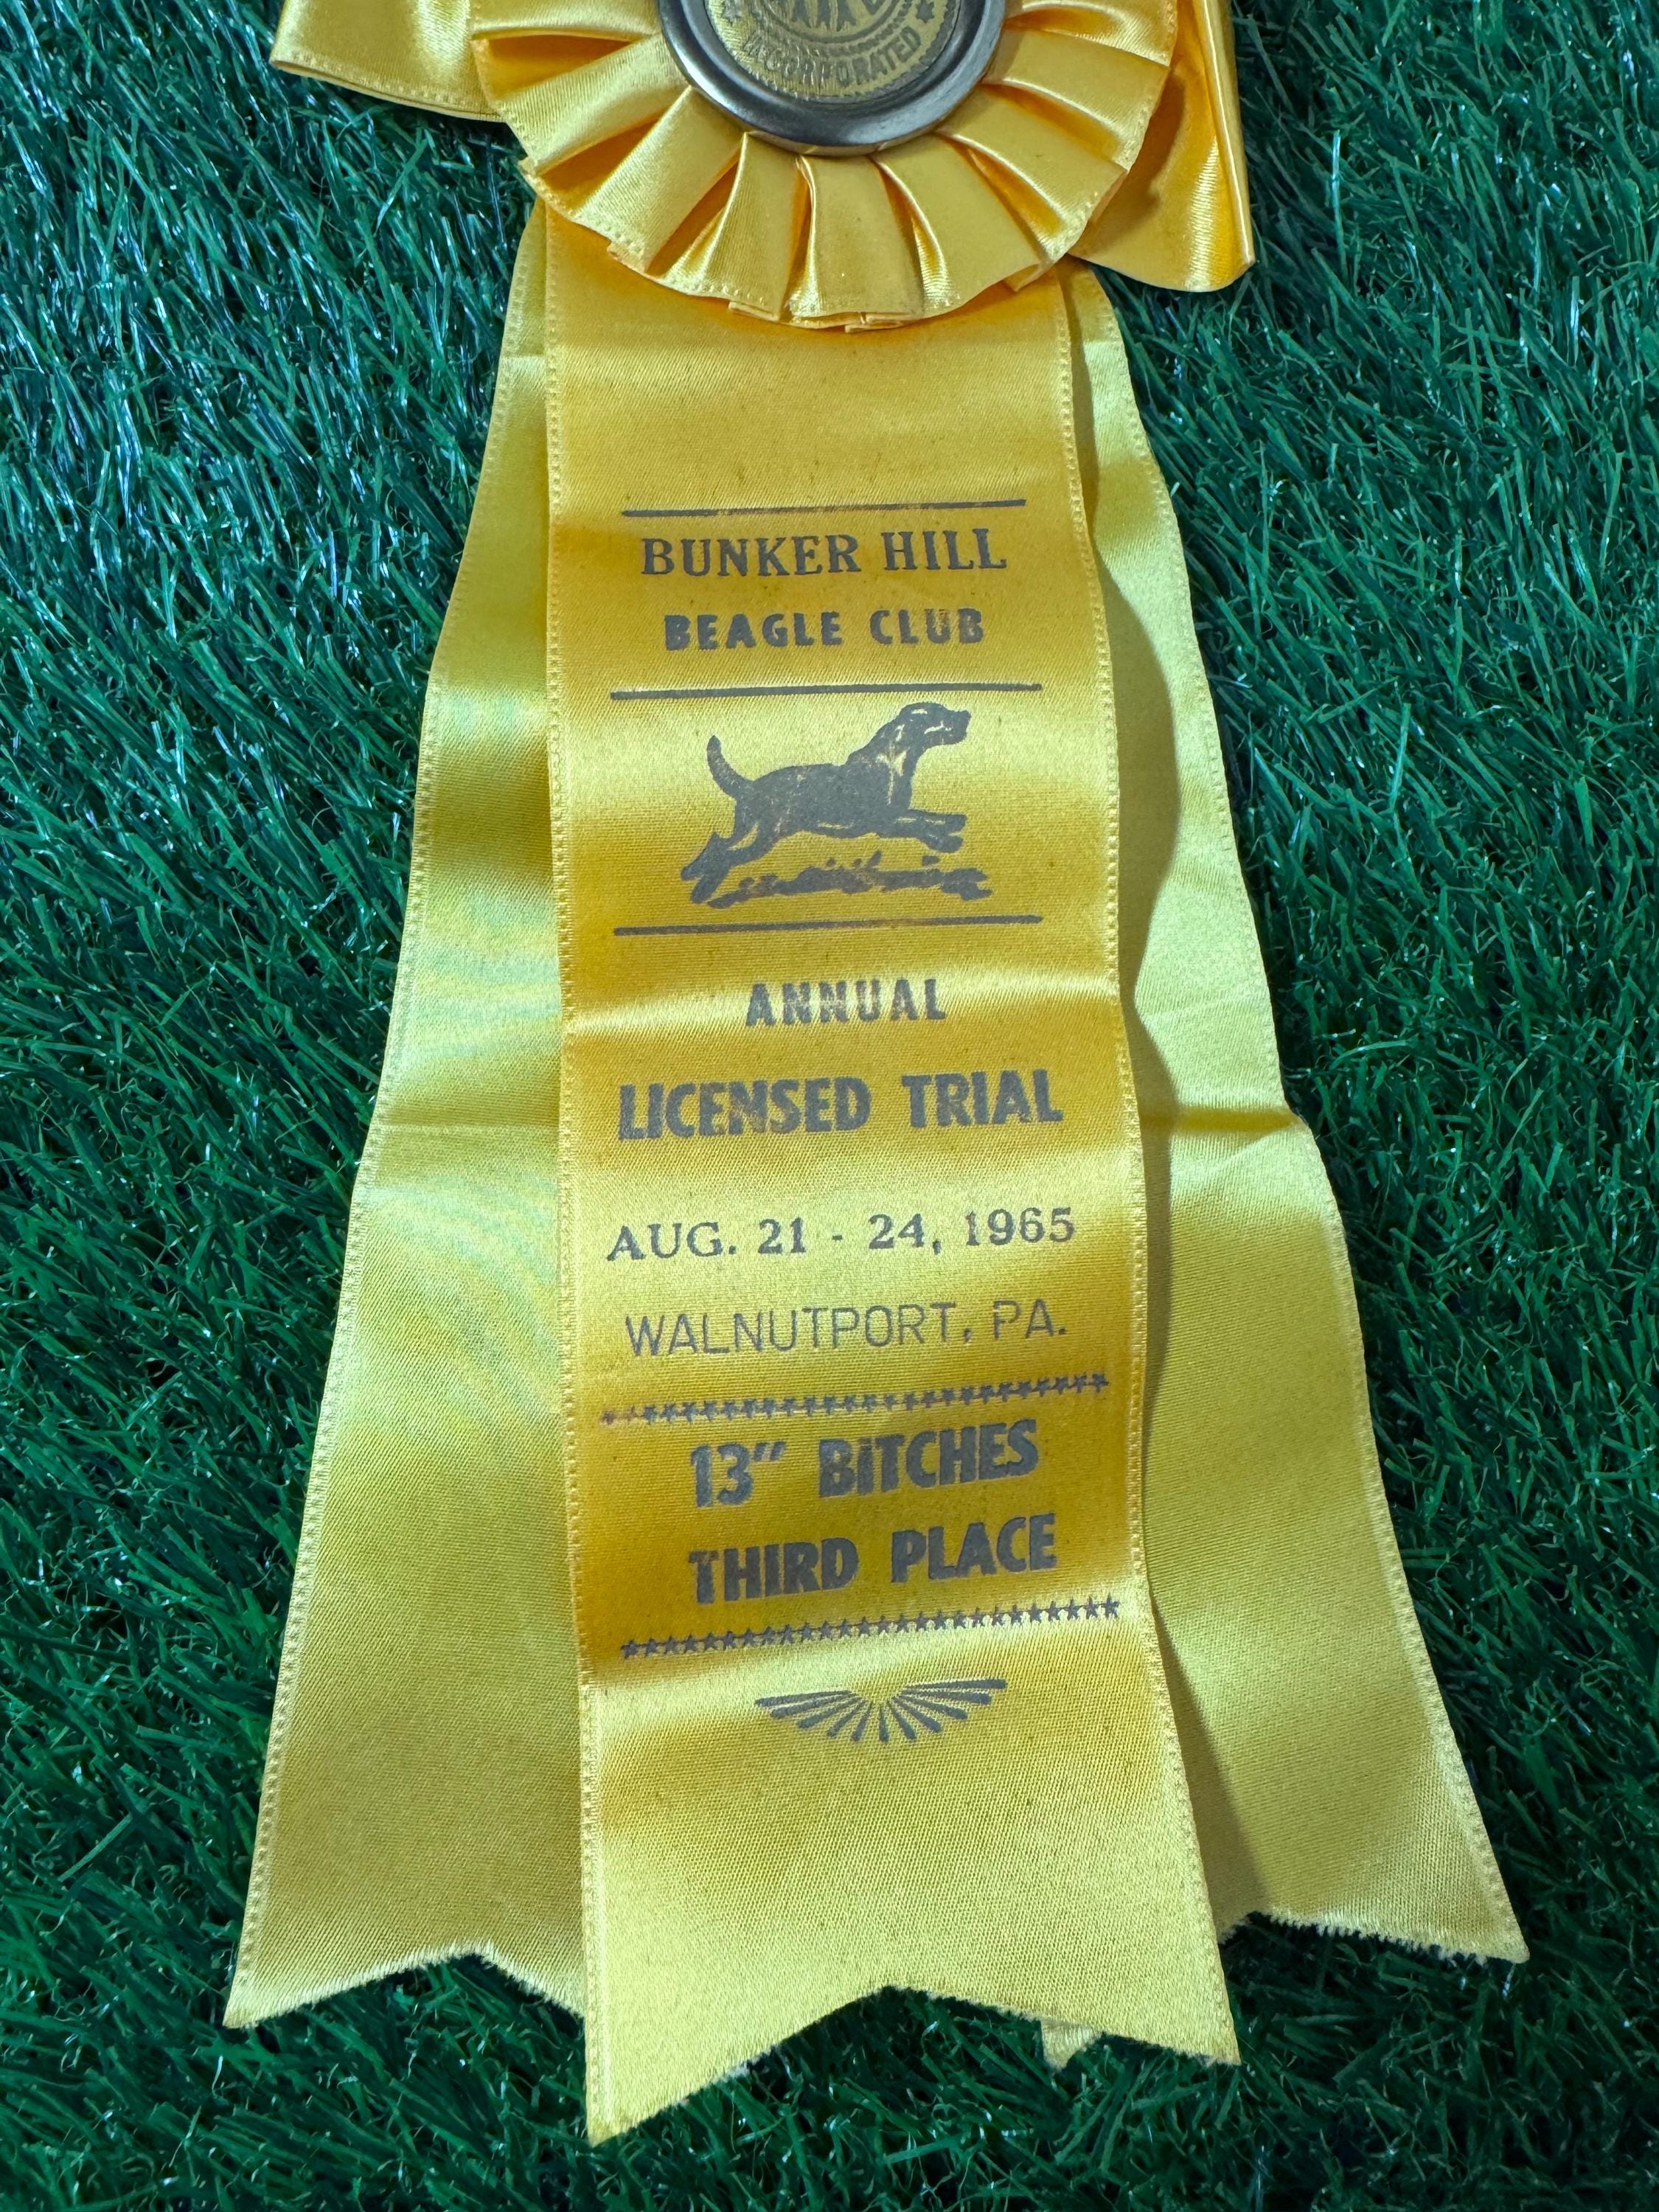 INCORPORATED
BUNKER HILL
BEAGLE CLUB
ANNUAL
LICENSED TRIAL
AUG. 21 - 24, 1965
WALNUTPORT, PA.
13" BITCHES
THIRD PLACE